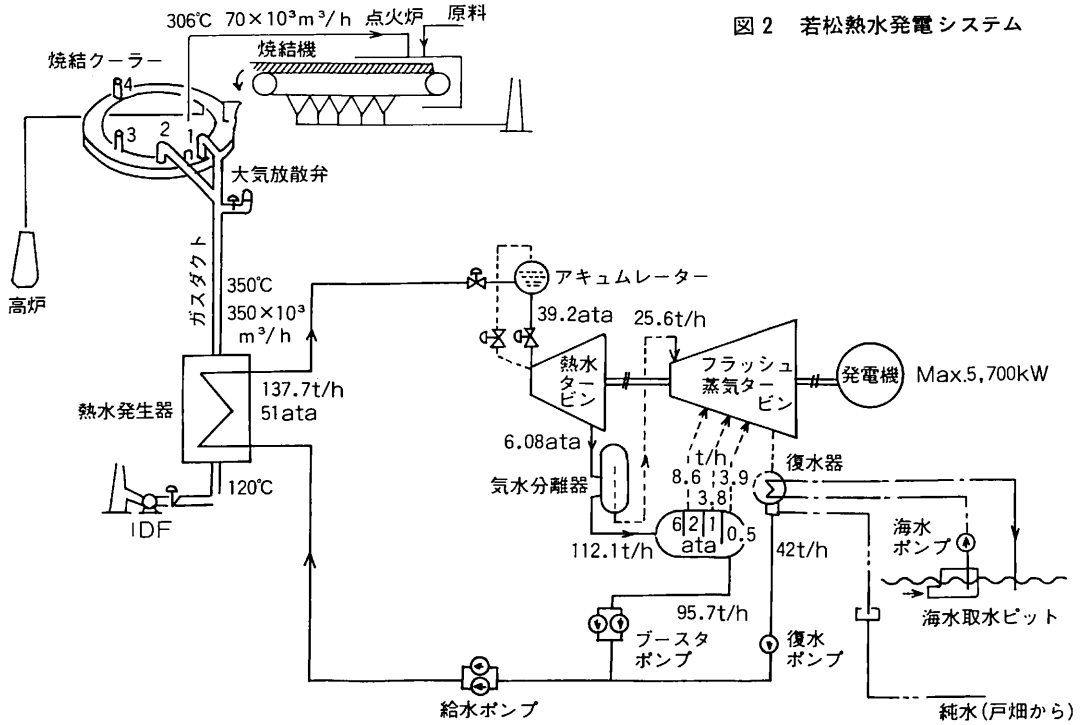 図2 若松熱水発電システム
306℃ 70×10³m³/h 点火炉
原料
焼結機
焼結クーラー
4
3
2
1
大気放散弁
ガスダクト
350℃
350×10³
m³/h
高炉
熱水発生器
137.7t/h
51ata
120℃
IDF
アキュムレーター
39.2ata
25.6t/h
熱水
ター
ビン
フラッシュ
蒸気ター
ビン
発電機
Max.5,700kW
6.08ata
気水分離器
t/h
8.6
3.8
3.9
6
2
1
0.5
ata
112.1t/h
復水器
42t/h
海水
ポンプ
海水取水ピット
95.7t/h
ブースタ
ポンプ
復水
ポンプ
給水ポンプ
純水(戸畑から)